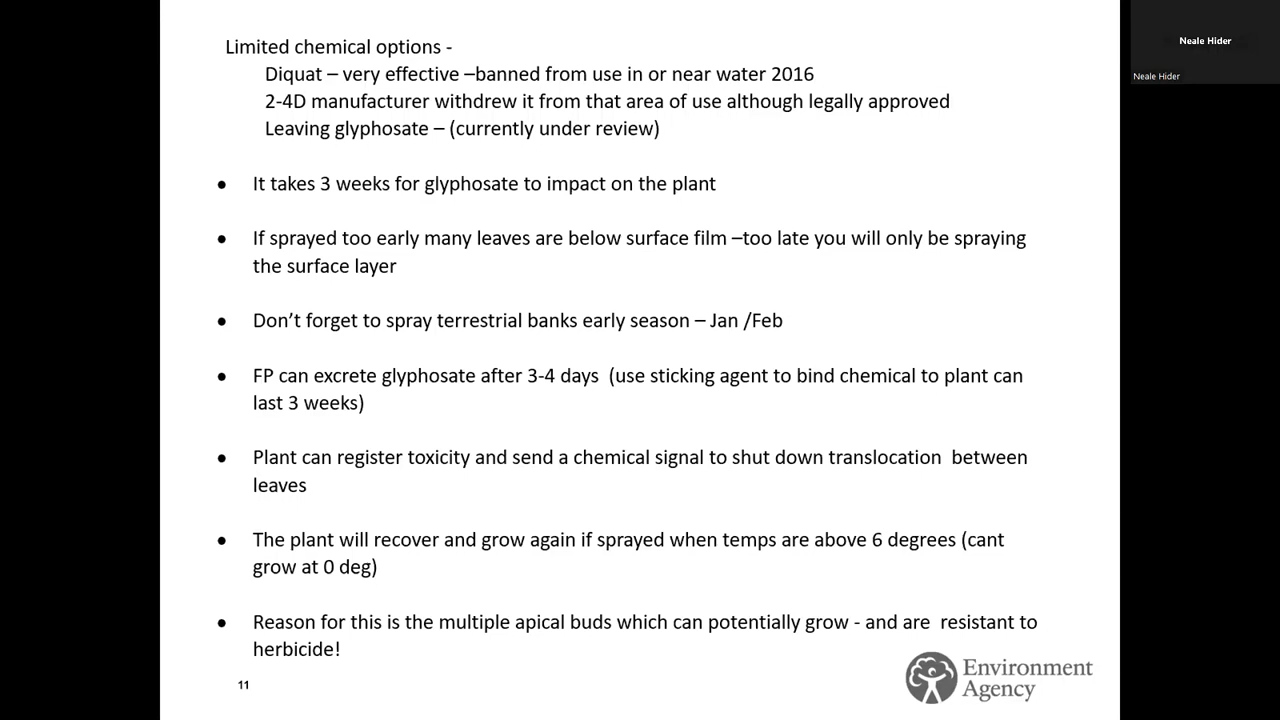 Limited chemical options -
Diquat – very effective –banned from use in or near water 2016
2-4D manufacturer withdrew it from that area of use although legally approved
Leaving glyphosate – (currently under review)
● It takes 3 weeks for glyphosate to impact on the plant
● If sprayed too early many leaves are below surface film –too late you will only be spraying
the surface layer
● Don’t forget to spray terrestrial banks early season – Jan /Feb
● FP can excrete glyphosate after 3-4 days  (use sticking agent to bind chemical to plant can
last 3 weeks)
● Plant can register toxicity and send a chemical signal to shut down translocation  between
leaves
● The plant will recover and grow again if sprayed when temps are above 6 degrees (cant
grow at 0 deg)
● Reason for this is the multiple apical buds which can potentially grow - and are  resistant to
herbicide!
11
Environment
Agency
Neale Hider
Neale Hider